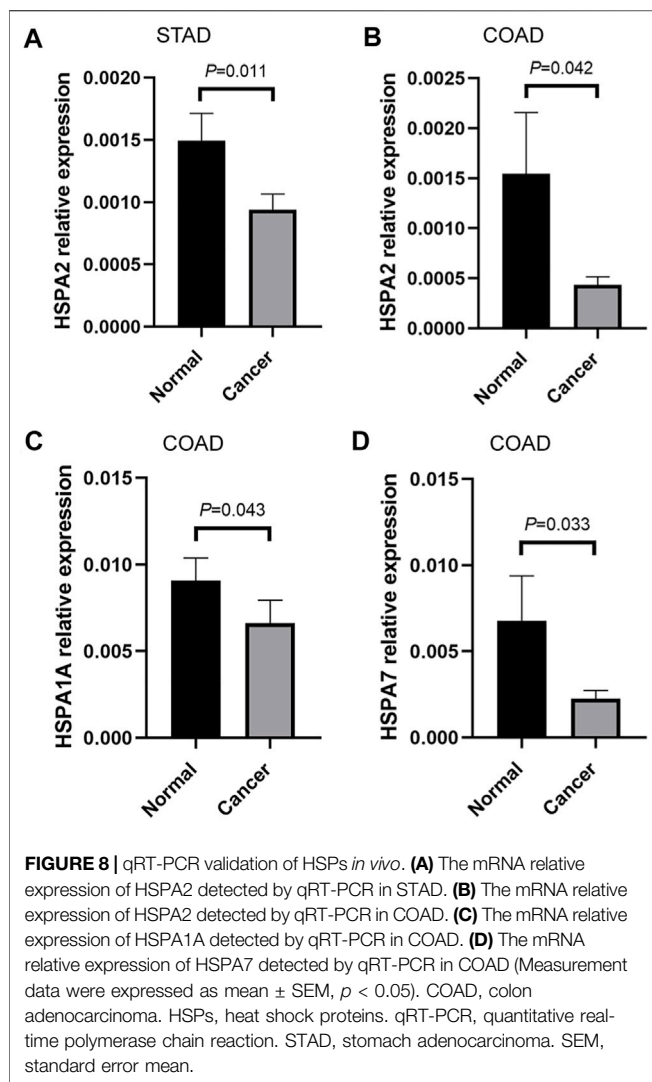 A
STAD
HSPA2 relative expression
0.0020
0.0015
0.0010
0.0005
0.0000
P=0.011
Normal
Cancer
B
COAD
HSPA2 relative expression
0.0025
0.0020
0.0015
0.0010
0.0005
0.0000
P=0.042
Normal
Cancer
C
COAD
HSPA1A relative expression
0.015
0.010
0.005
0.000
P=0.043
Normal
Cancer
D
COAD
HSPA7 relative expression
0.015
0.010
0.005
0.000
P=0.033
Normal
Cancer
FIGURE 8 | qRT-PCR validation of HSPs in vivo. (A) The mRNA relative
expression of HSPA2 detected by qRT-PCR in STAD. (B) The mRNA relative
expression of HSPA2 detected by qRT-PCR in COAD. (C) The mRNA relative
expression of HSPA1A detected by qRT-PCR in COAD. (D) The mRNA
relative expression of HSPA7 detected by qRT-PCR in COAD (Measurement
data were expressed as mean ± SEM, p < 0.05). COAD, colon
adenocarcinoma. HSPs, heat shock proteins. qRT-PCR, quantitative real-
time polymerase chain reaction. STAD, stomach adenocarcinoma. SEM,
standard error mean.